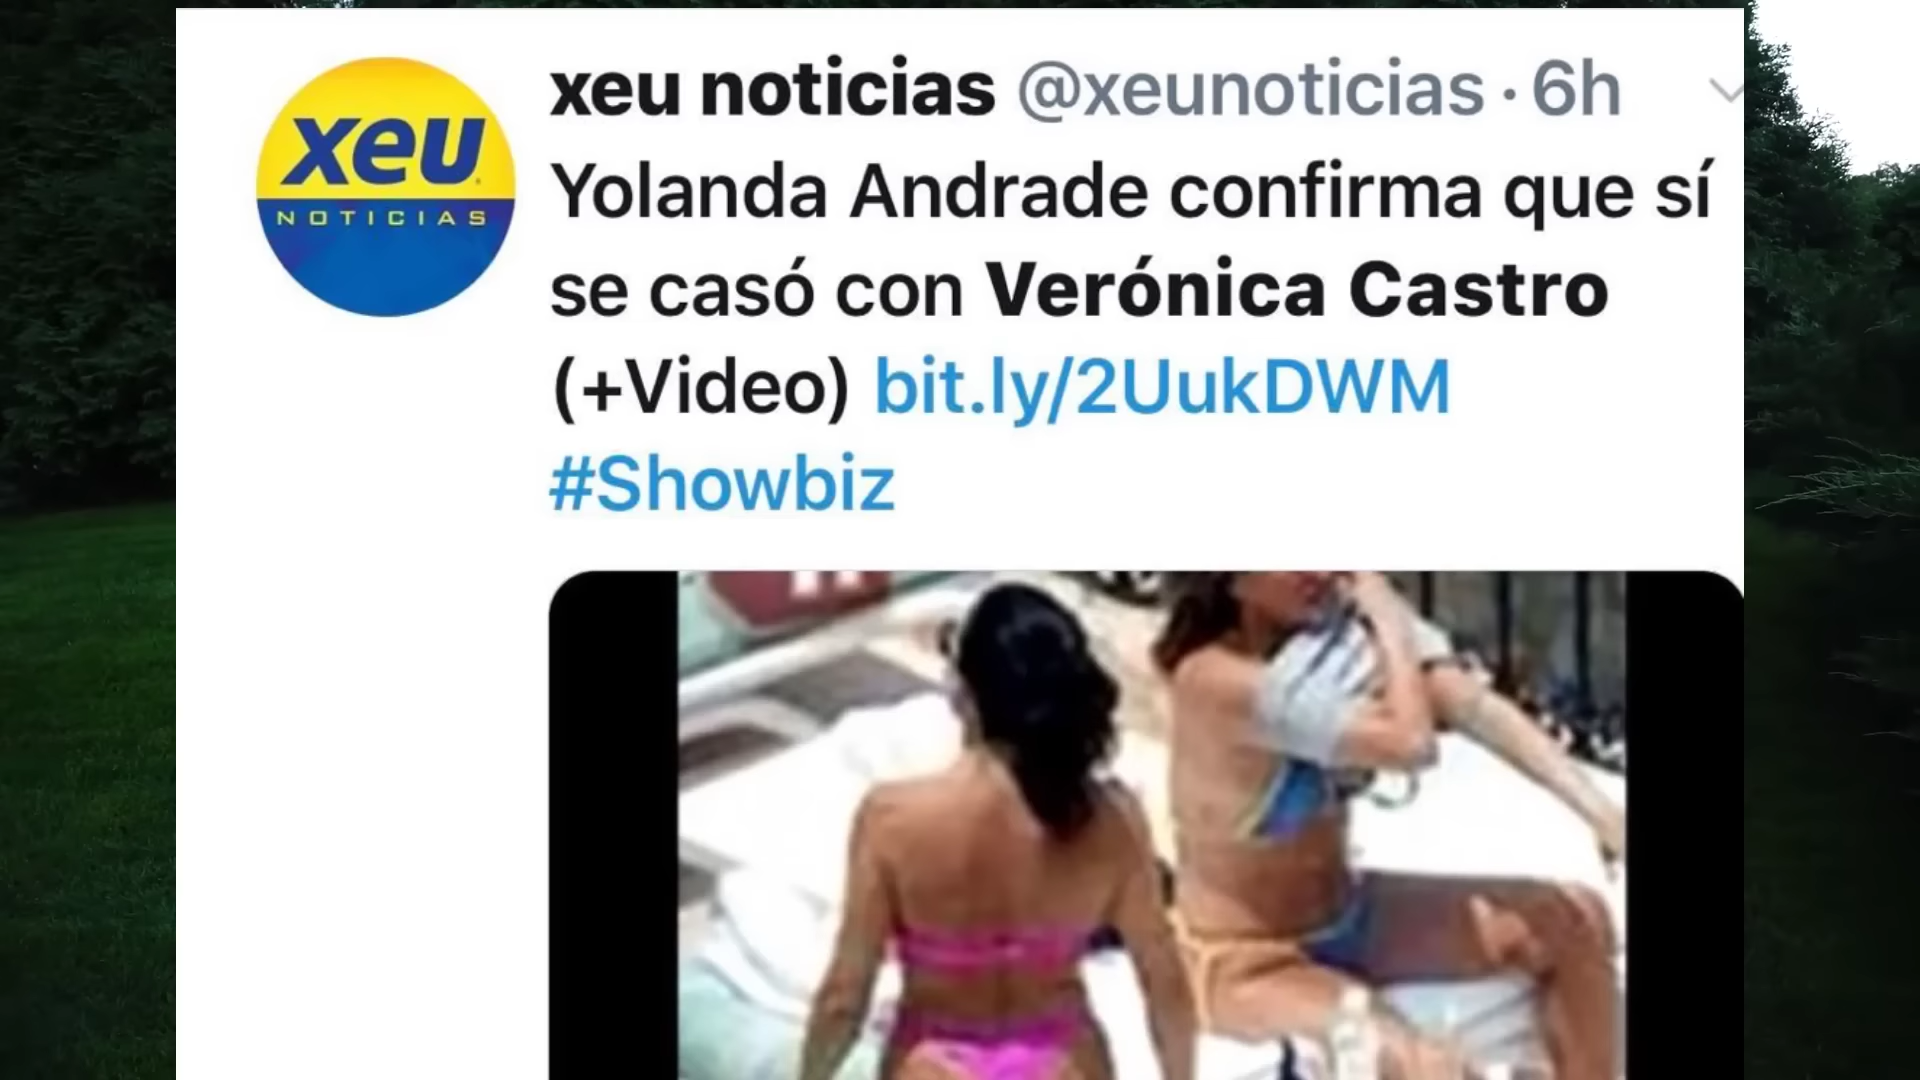 xeu
NOTICIAS
xeu noticias @xeunoticias · 6h
Yolanda Andrade confirma que sí
se casó con Verónica Castro
(+Video) bit.ly/2UukDWM
#Showbiz